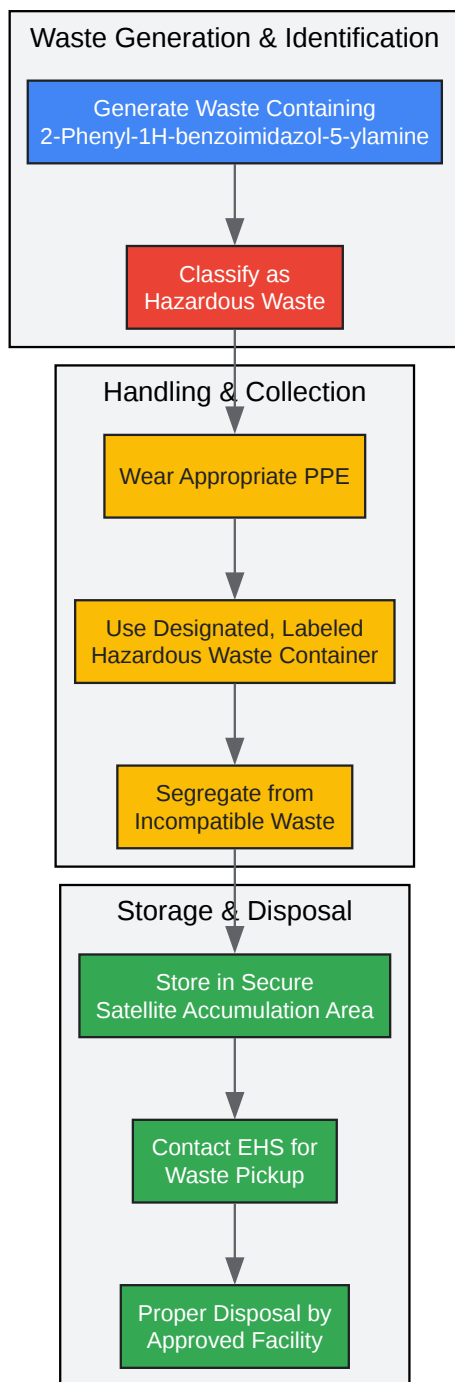 Waste Generation & Identification
Generate Waste Containing
2-Phenyl-1H-benzoimidazol-5-ylamine
Classify as
Hazardous Waste
Handling & Collection
Wear Appropriate PPE
Use Designated, Labeled
Hazardous Waste Container
Segregate from
Incompatible Waste
Storage & Disposal
Store in Secure
Satellite Accumulation Area
Contact EHS for
Waste Pickup
Proper Disposal by
Approved Facility